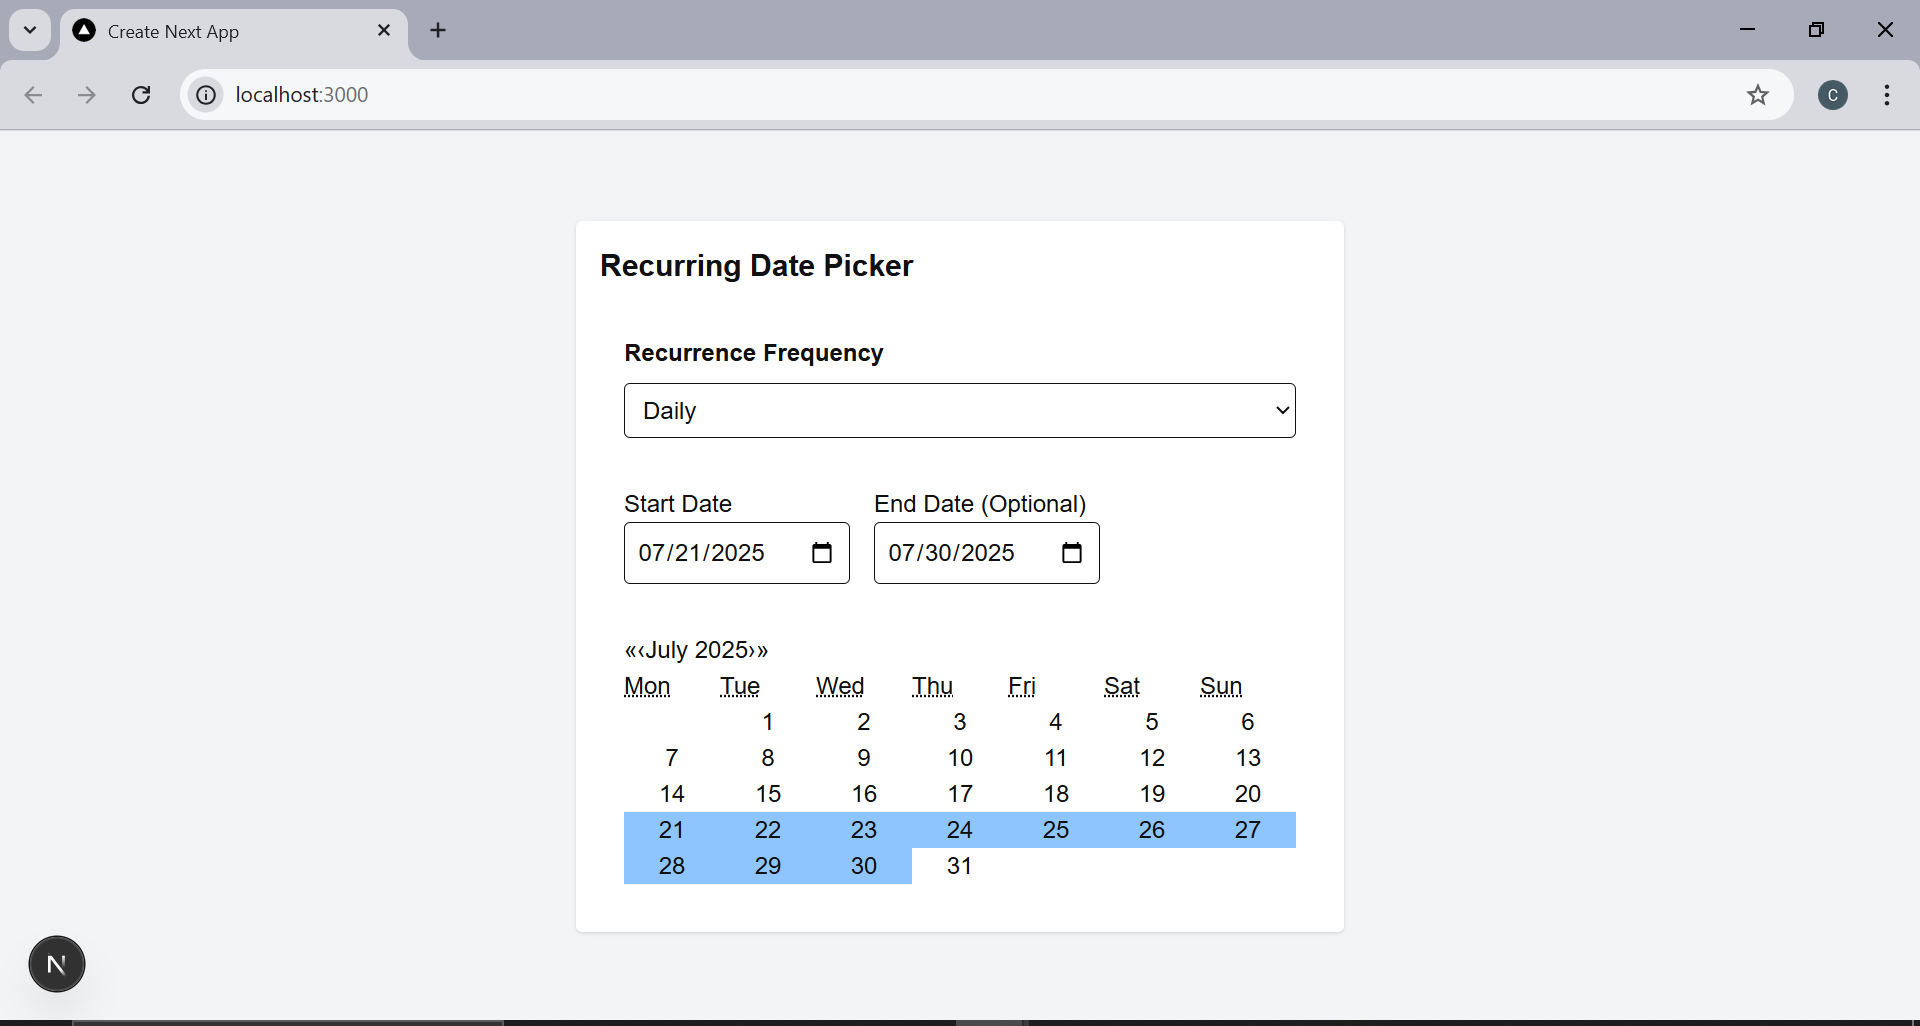 Create Next App
localhost:3000
C
Recurring Date Picker
Recurrence Frequency
Daily
Start Date End Date (Optional)
07/21/2025 07/30/2025
«‹July 2025›»
Mon Tue Wed Thu Fri Sat Sun
1 2 3 4 5 6
7 8 9 10 11 12 13
14 15 16 17 18 19 20
21 22 23 24 25 26 27
28 29 30 31
N